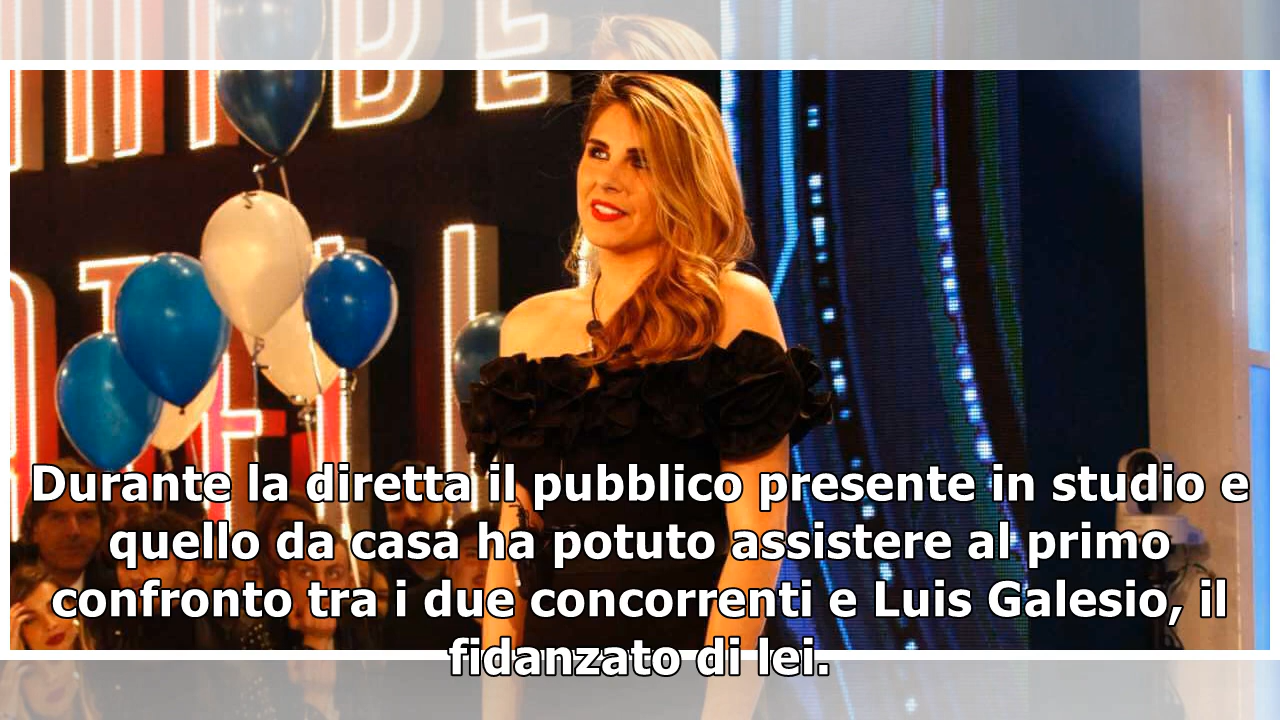 Durante la diretta il pubblico presente in studio e
quello da casa ha potuto assistere al primo
confronto tra i due concorrenti e Luis Galesio, il
fidanzato di lei.